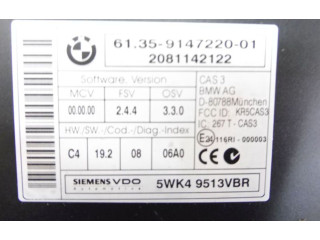 61.35-9147220-01
2081142122
Software Version
MCV FSV OSV
00.00.00 2.4.4 3.3.0
HW-/SW-/Cod-/Diag.-Index
C4 19.2 08 06A0
CAS 3
BMW AG
D-80788München
FCC ID: KR5CAS3
IC: 267T-CAS3
116RI-000003
CE
SIEMENS VDO
5WK4 9513VBR